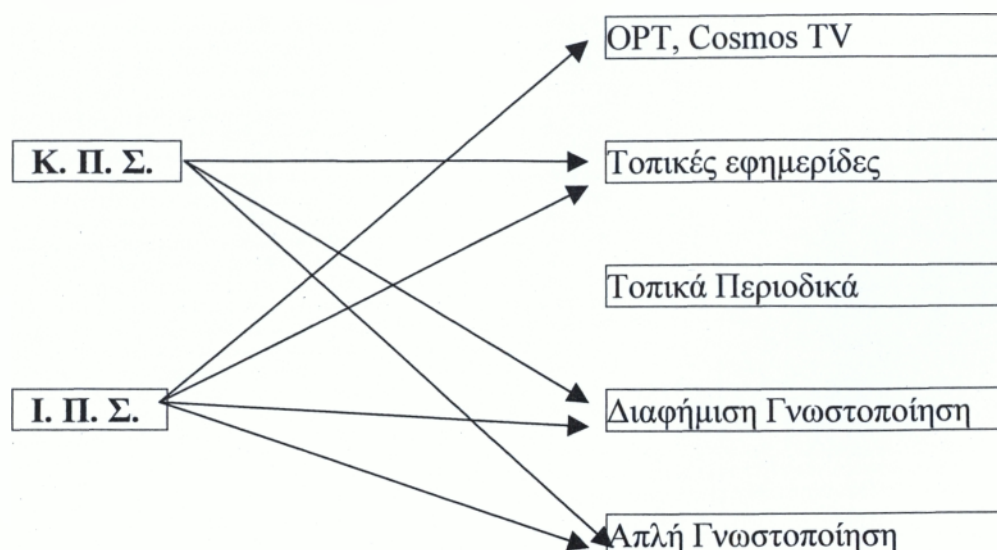 ΟΡΤ, Cosmos TV
Κ. Π. Σ.
Τοπικές εφημερίδες
Τοπικά Περιοδικά
Ι. Π. Σ.
Διαφήμιση Γνωστοποίηση
Απλή Γνωστοποίηση